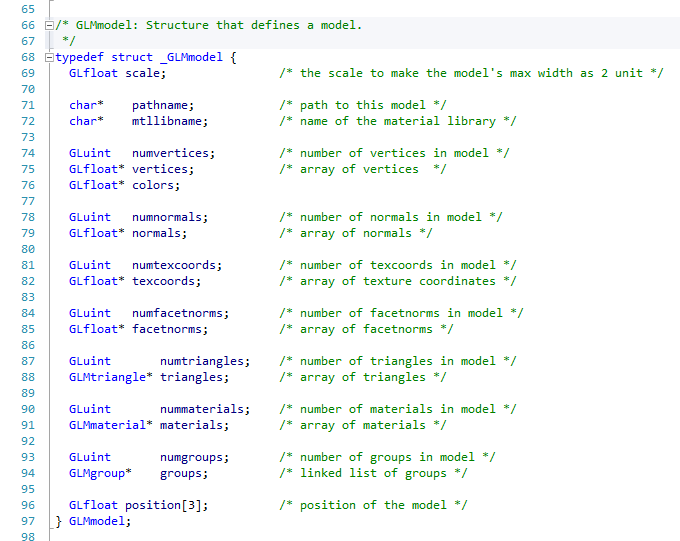 65
66 /* GLMmodel: Structure that defines a model.
67  */
68 typedef struct _GLMmodel {
69   GLfloat scale;                /* the scale to make the model's max width as 2 unit */
70
71   char*    pathname;            /* path to this model */
72   char*    mtllibname;          /* name of the material library */
73
74   GLuint   numvertices;         /* number of vertices in model */
75   GLfloat* vertices;            /* array of vertices  */
76   GLfloat* colors;
77
78   GLuint   numnormals;          /* number of normals in model */
79   GLfloat* normals;             /* array of normals */
80
81   GLuint   numtexcoords;        /* number of texcoords in model */
82   GLfloat* texcoords;           /* array of texture coordinates */
83
84   GLuint   numfacetnorms;       /* number of facetnorms in model */
85   GLfloat* facetnorms;          /* array of facetnorms */
86
87   GLuint       numtriangles;    /* number of triangles in model */
88   GLMtriangle* triangles;       /* array of triangles */
89
90   GLuint       nummaterials;    /* number of materials in model */
91   GLMmaterial* materials;       /* array of materials */
92
93   GLuint       numgroups;       /* number of groups in model */
94   GLMgroup*    groups;          /* linked list of groups */
95
96   GLfloat position[3];          /* position of the model */
97 } GLMmodel;
98